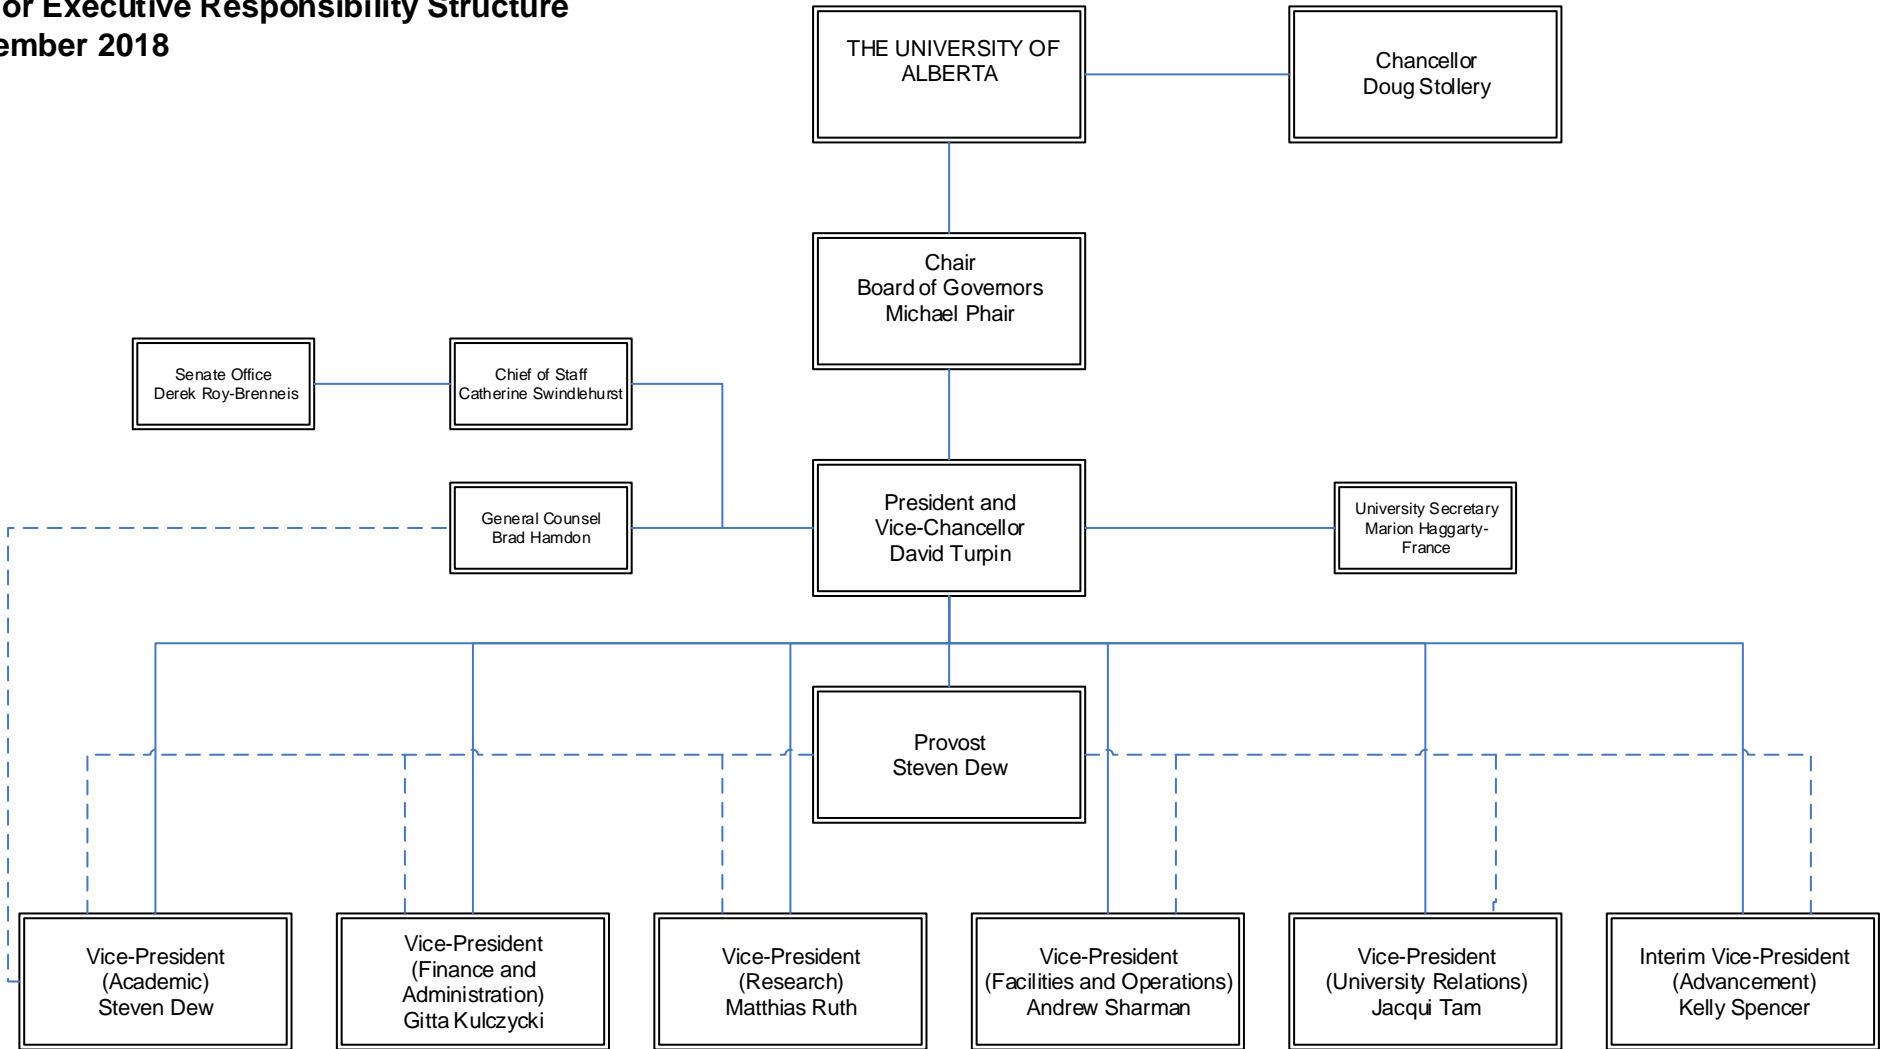 or Executive Responsibility Structure
ember 2018
THE UNIVERSITY OF
ALBERTA
Chancellor
Doug Stollery
Chair
Board of Governors
Michael Phair
Senate Office
Derek Roy-Brenneis
Chief of Staff
Catherine Swindlehurst
General Counsel
Brad Hamdon
President and
Vice-Chancellor
David Turpin
University Secretary
Marion Haggarty-
France
Provost
Steven Dew
Vice-President
(Academic)
Steven Dew
Vice-President
(Finance and
Administration)
Gitta Kulczycki
Vice-President
(Research)
Matthias Ruth
Vice-President
(Facilities and Operations)
Andrew Sharman
Vice-President
(University Relations)
Jacqui Tam
Interim Vice-President
(Advancement)
Kelly Spencer